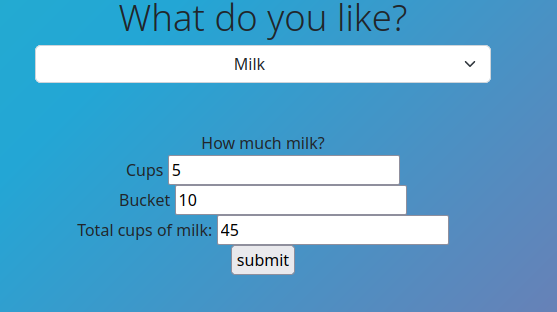 What do you like?
Milk
How much milk?
Cups 5
Bucket 10
Total cups of milk: 45
submit